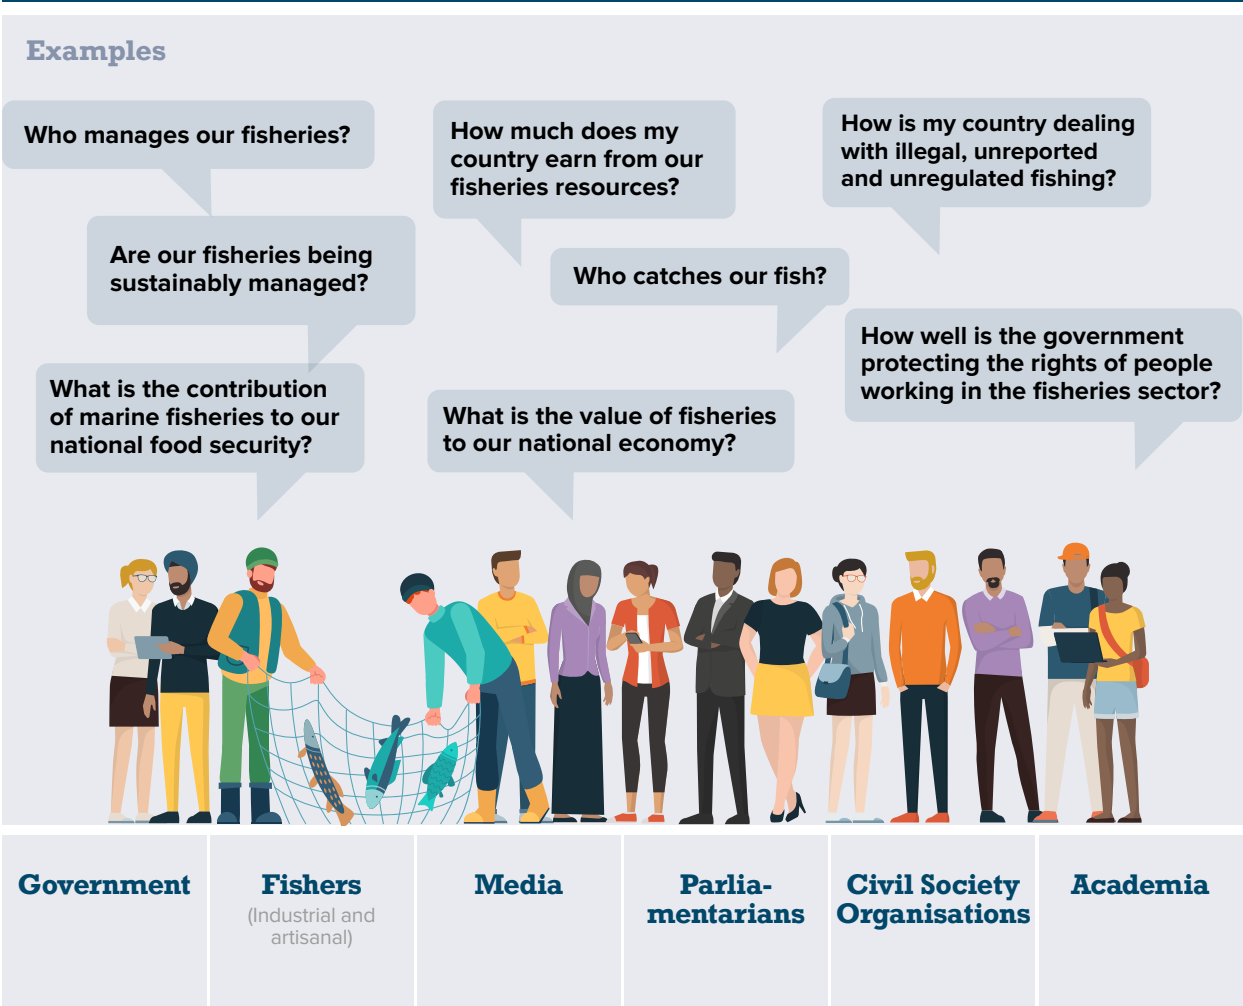 Examples
Who manages our fisheries?
How much does my
country earn from our
fisheries resources?
How is my country dealing
with illegal, unreported
and unregulated fishing?
Are our fisheries being
sustainably managed?
Who catches our fish?
How well is the government
protecting the rights of people
working in the fisheries sector?
What is the contribution
of marine fisheries to our
national food security?
What is the value of fisheries
to our national economy?
Government
Fishers
(Industrial and
artisanal)
Media
Parlia-
mentarians
Civil Society
Organisations
Academia